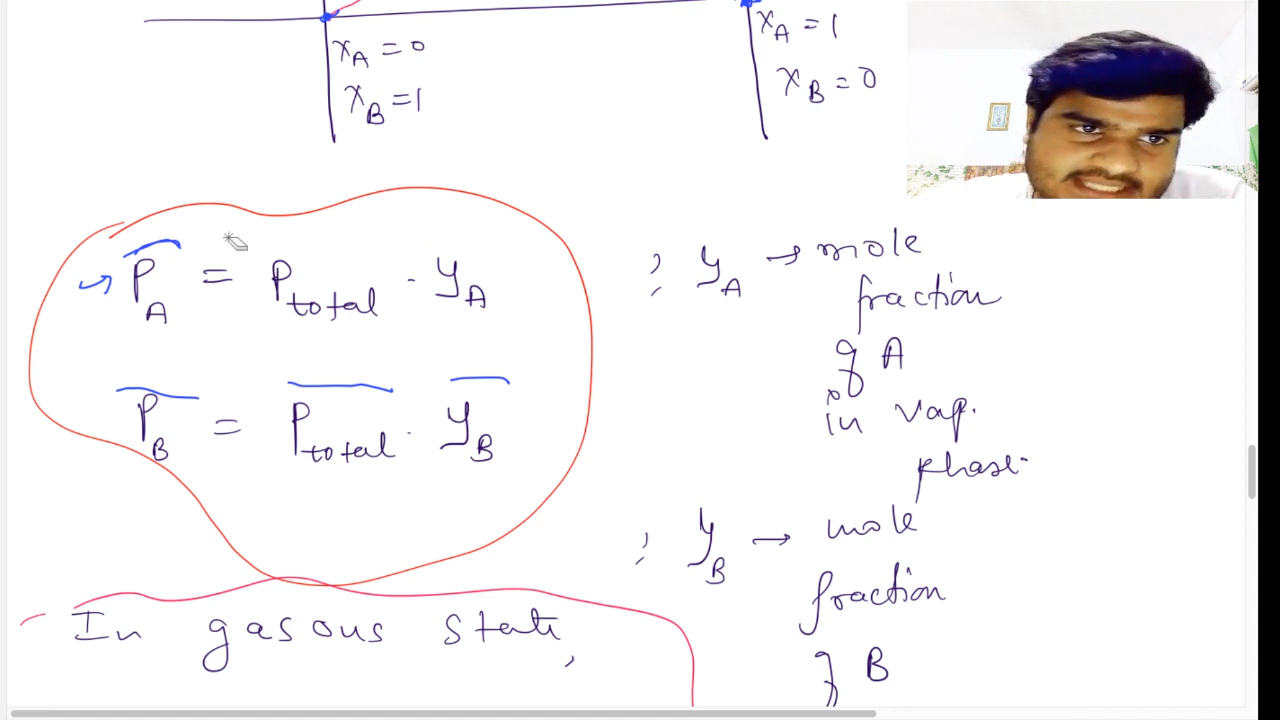 x_A = 0
x_B = 1
x_A = 1
x_B = 0
P_A = P_total · y_A
P_B = P_total · y_B
; y_A → mole
fraction
of A
in vap.
phase.
; y_B → mole
fraction
of B
In gasous state,